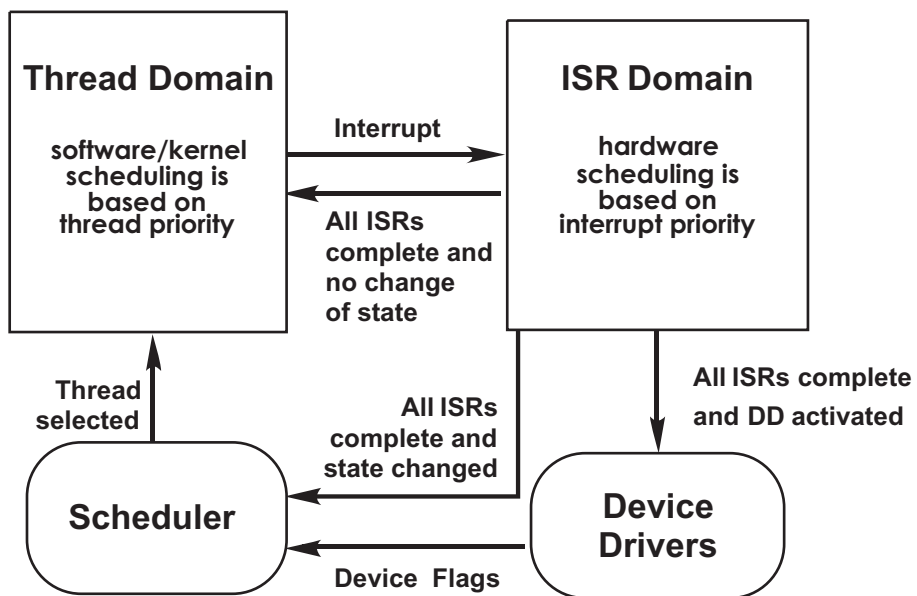 Thread Domain
software/kernel
scheduling is
based on
thread priority
Interrupt
All ISRs
complete and
no change
of state
ISR Domain
hardware
scheduling is
based on
interrupt priority
Thread
selected
All ISRs
complete and
state changed
All ISRs complete
and DD activated
Scheduler
Device Flags
Device
Drivers